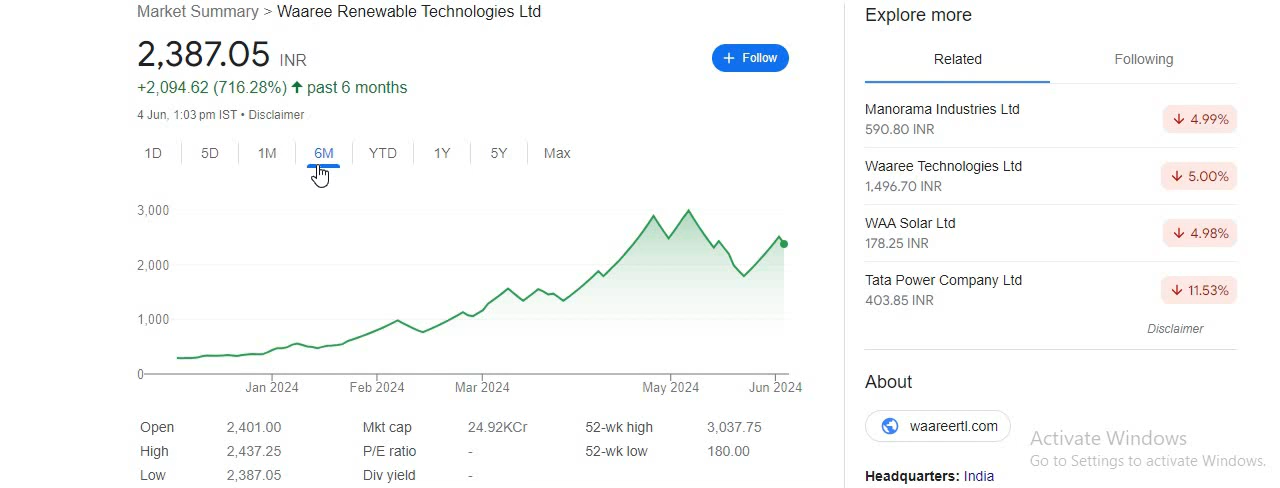 Market Summary > Waaree Renewable Technologies Ltd
2,387.05 INR
+ Follow
+2,094.62 (716.28%) ↑ past 6 months
4 Jun, 1:03 pm IST • Disclaimer
1D 5D 1M 6M YTD 1Y 5Y Max
3,000
2,000
1,000
0
Jan 2024 Feb 2024 Mar 2024 May 2024 Jun 2024
Open 2,401.00 Mkt cap 24.92KCr 52-wk high 3,037.75
High 2,437.25 P/E ratio - 52-wk low 180.00
Low 2,387.05 Div yield -
Explore more
Related Following
Manorama Industries Ltd
590.80 INR ↓ 4.99%
Waaree Technologies Ltd
1,496.70 INR ↓ 5.00%
WAA Solar Ltd
178.25 INR ↓ 4.98%
Tata Power Company Ltd
403.85 INR ↓ 11.53%
Disclaimer
About
waareertl.com
Headquarters: India
Activate Windows
Go to Settings to activate Windows.